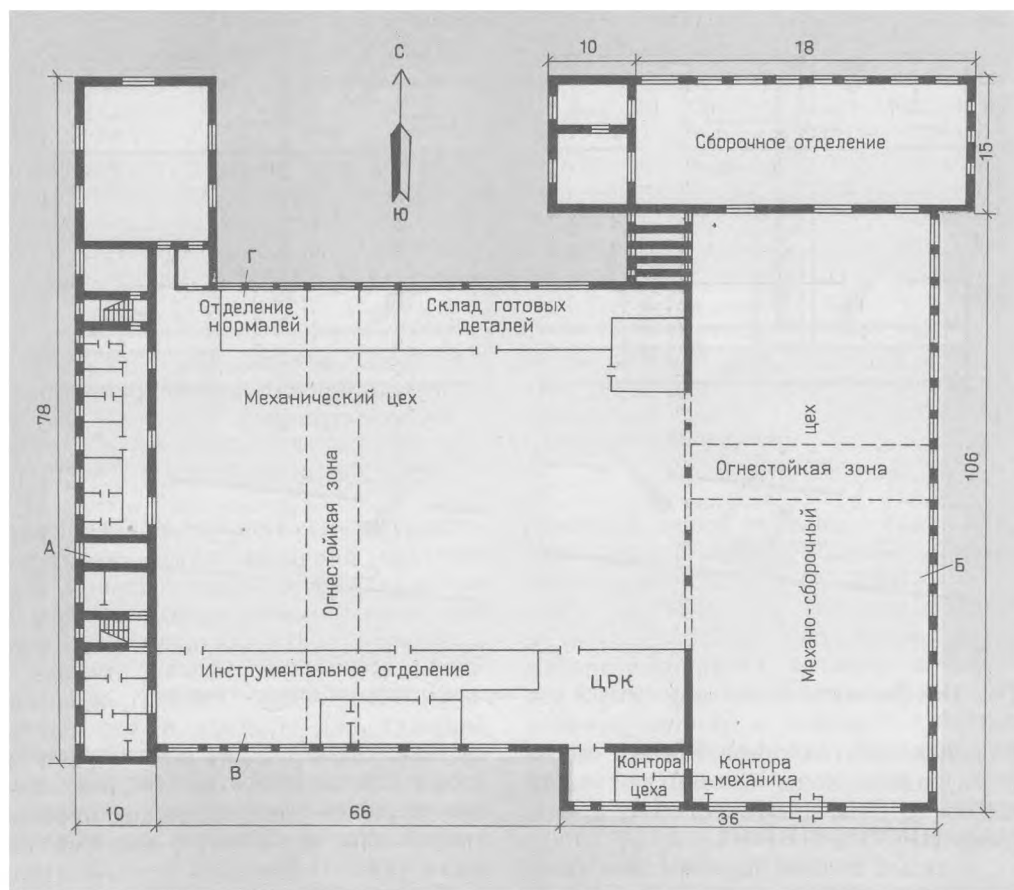 С
10
18
Сборочное отделение
15
Ю
Г
Отделение
нормалей
Склад готовых
деталей
78
Механический цех
Огнестойкая зона
Огнестойкая зона
Механо-сборочный цех
106
А
Б
Инструментальное отделение
ЦРК
В
Контора
цеха
Контора
механика
10
66
36